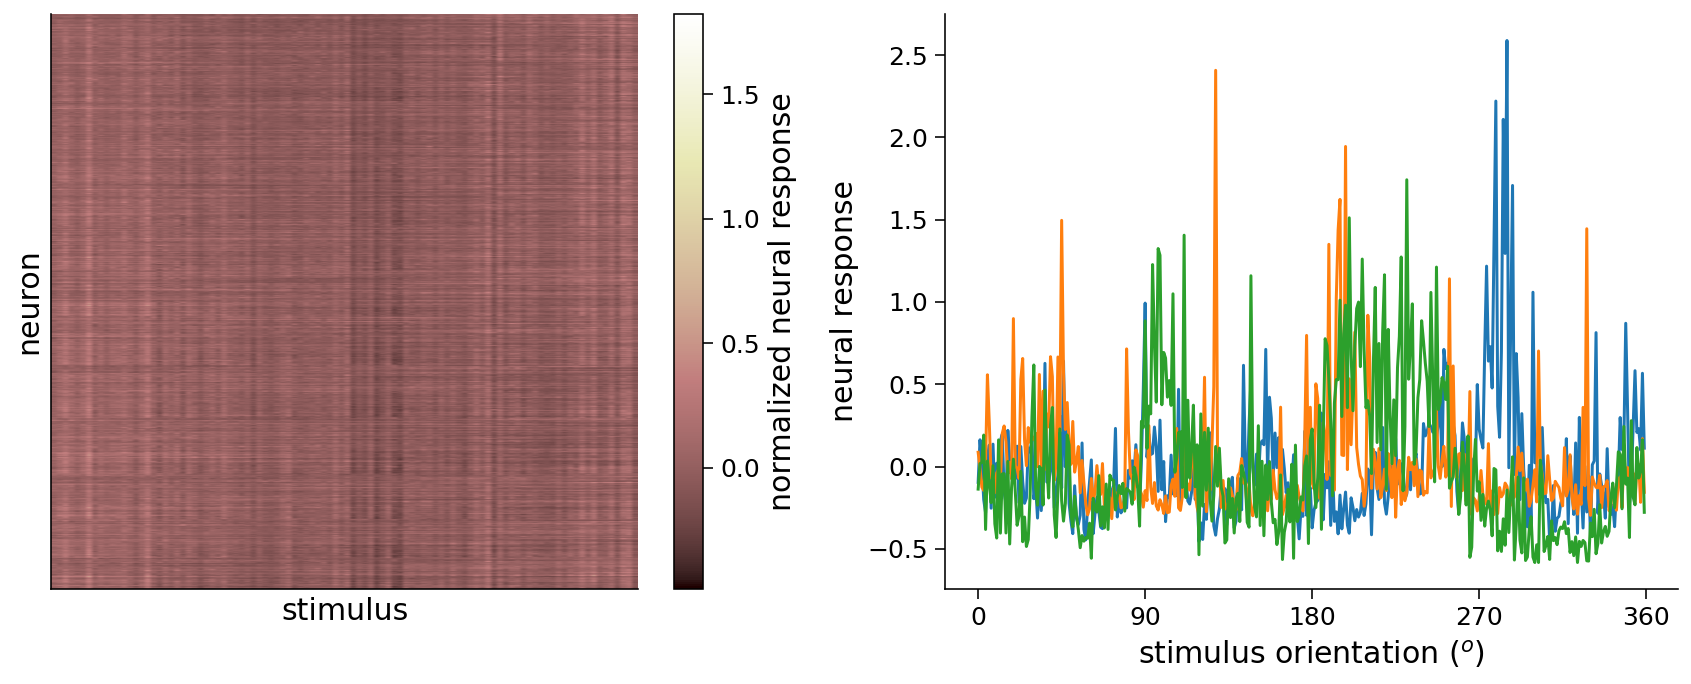 neuron
stimulus
1.5
1.0
0.5
0.0
normalized neural response
neural response
2.5
2.0
1.5
1.0
0.5
0.0
−0.5
0 90 180 270 360
stimulus orientation (º)